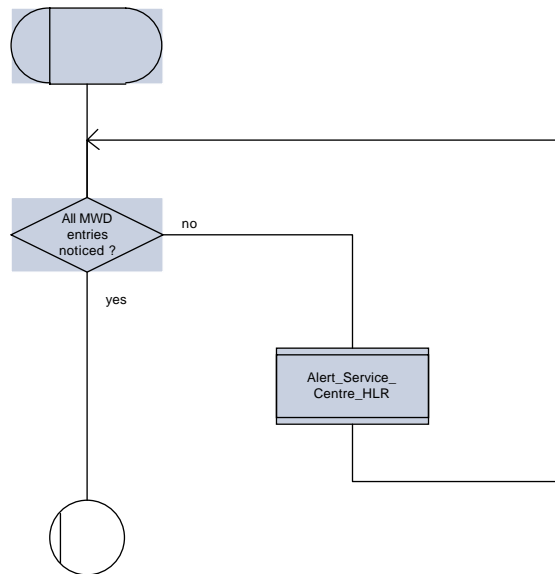 All MWD
entries
noticed ?
no
yes
Alert_Service_
Centre_HLR